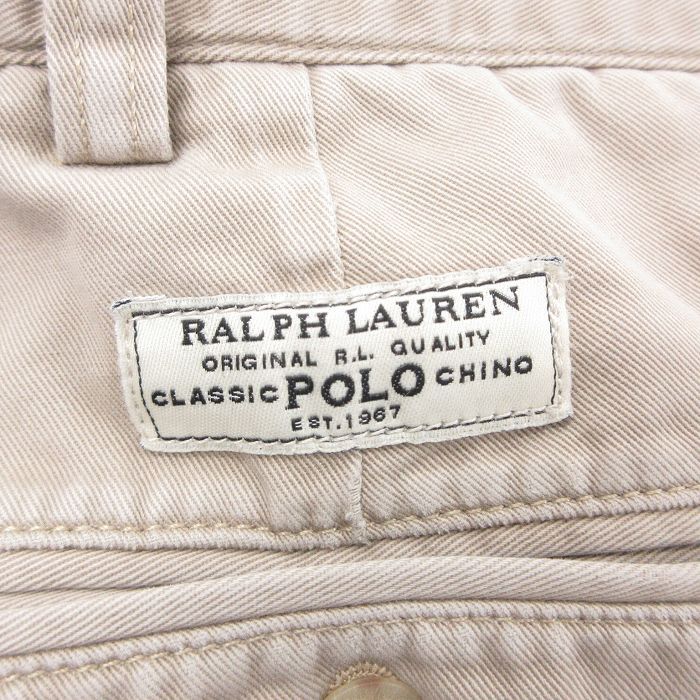 RALPH LAUREN
ORIGINAL R.L. QUALITY
CLASSIC POLO CHINO
EST.1967